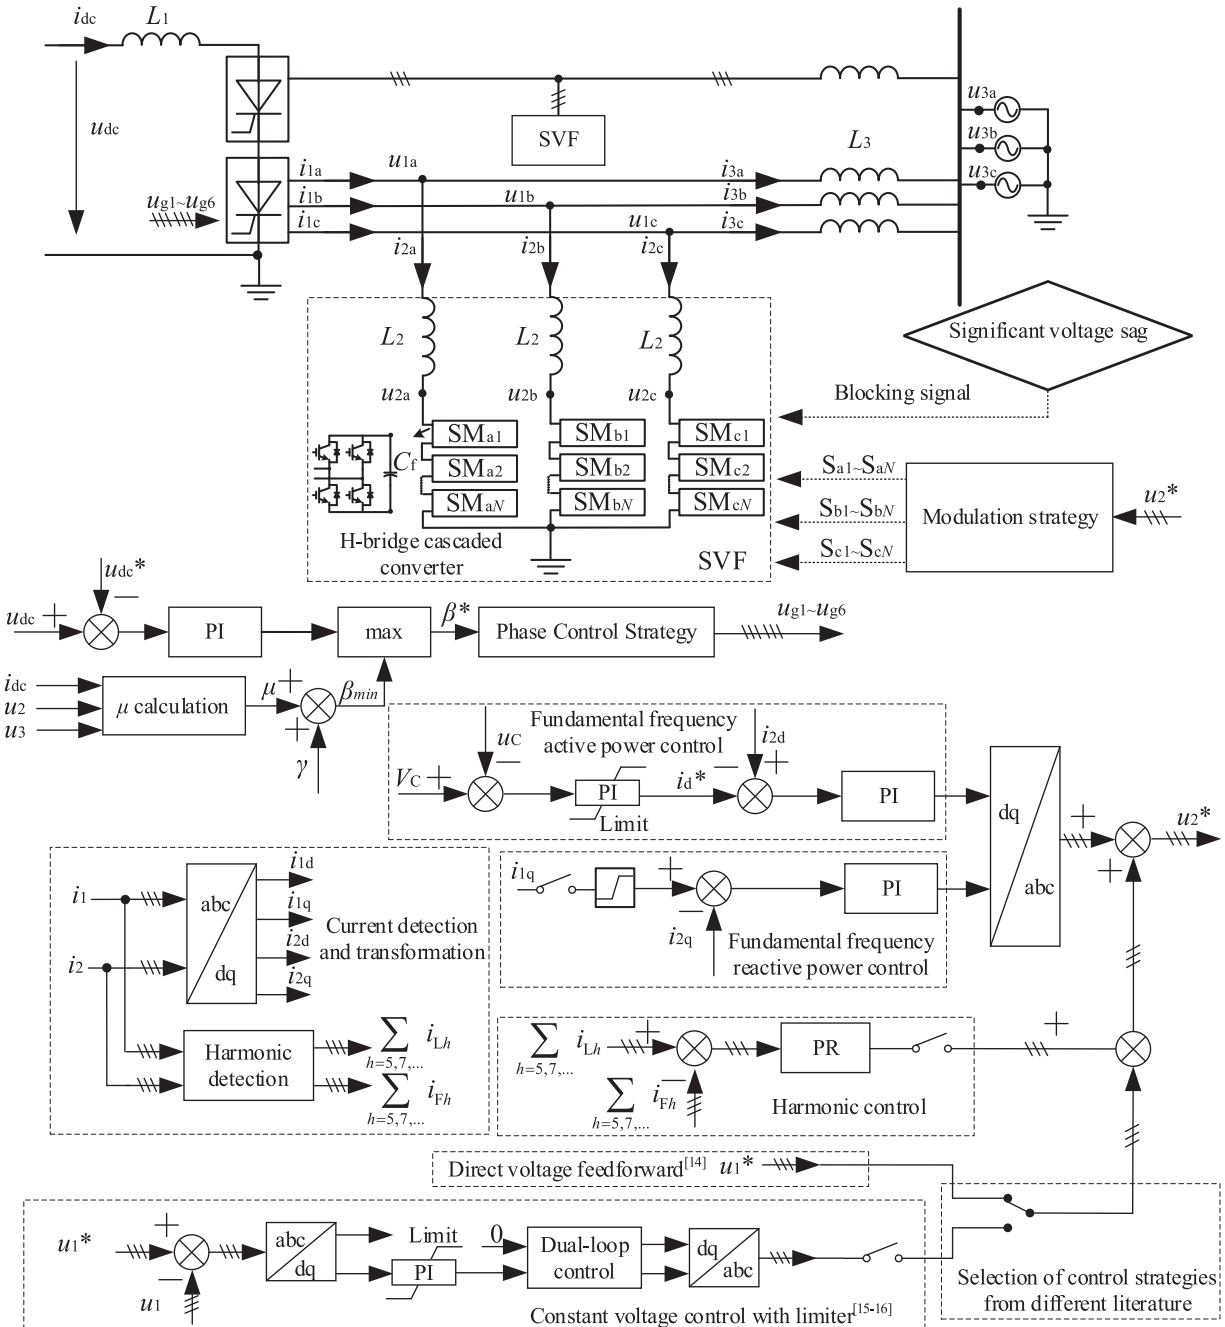 idc
L1
udc
SVF
u3a
u3b
u3c
L3
i1a
u1a
i3a
ug1~ug6
i1b
u1b
i3b
i1c
u1c
i3c
i2a
i2b
i2c
L2
L2
L2
Significant voltage sag
u2a
u2b
u2c
Blocking signal
Cf
SMa1
SMb1
SMc1
SMa2
SMb2
SMc2
SMaN
SMbN
SMcN
Sa1~SaN
Sb1~SbN
Sc1~ScN
Modulation strategy
u2*
H-bridge cascaded
converter
SVF
udc*
−
udc
+
PI
max
β*
Phase Control Strategy
ug1~ug6
idc
u2
u3
μ calculation
μ
+
+
γ
βmin
Fundamental frequency
active power control
uC
−
VC
+
PI
Limit
id*
−
i2d
+
PI
dq
abc
+
u2*
+
i1q
+
−
i2q
PI
Fundamental frequency
reactive power control
i1
i2
abc
dq
i1d
i1q
i2d
i2q
Current detection
and transformation
Harmonic
detection
∑ iLh
h=5,7,...
∑ iFh
h=5,7,...
∑ iLh
h=5,7,...
+
PR
+
∑ iFh
h=5,7,...
−
Harmonic control
Direct voltage feedforward[14] u1*
u1*
+
−
u1
abc
dq
Limit
PI
0
Dual-loop
control
dq
abc
Constant voltage control with limiter[15-16]
Selection of control strategies
from different literature